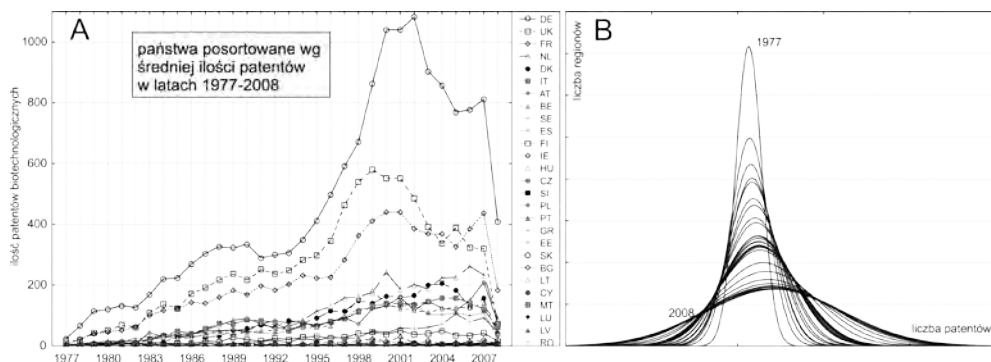 A
państwa posortowane wg
średniej ilości patentów
w latach 1977-2008
ilość patentów biotechnologicznych
1000
800
600
400
200
0
1977 1980 1983 1986 1989 1992 1995 1998 2001 2004 2007
DE
UK
FR
NL
DK
IT
AT
BE
SE
ES
FI
IE
HU
CZ
SI
PL
PT
GR
EE
SK
BG
LT
CY
MT
LU
LV
RO
B
liczba regionów
1977
2008
liczba patentów